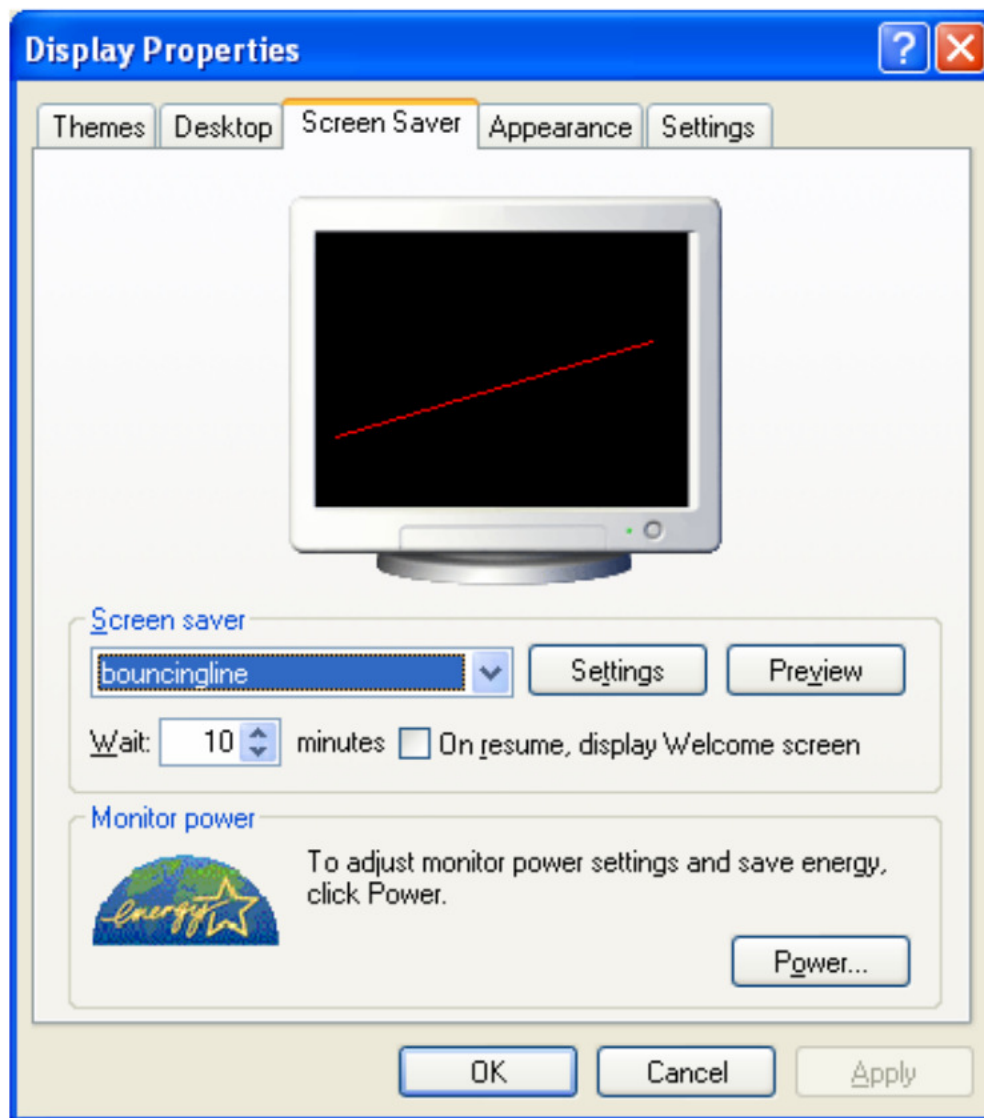 Display Properties
Themes Desktop Screen Saver Appearance Settings
Screen saver
bouncingline Settings Preview
Wait: 10 minutes On resume, display Welcome screen
Monitor power
energy To adjust monitor power settings and save energy,
click Power.
Power...
OK Cancel Apply